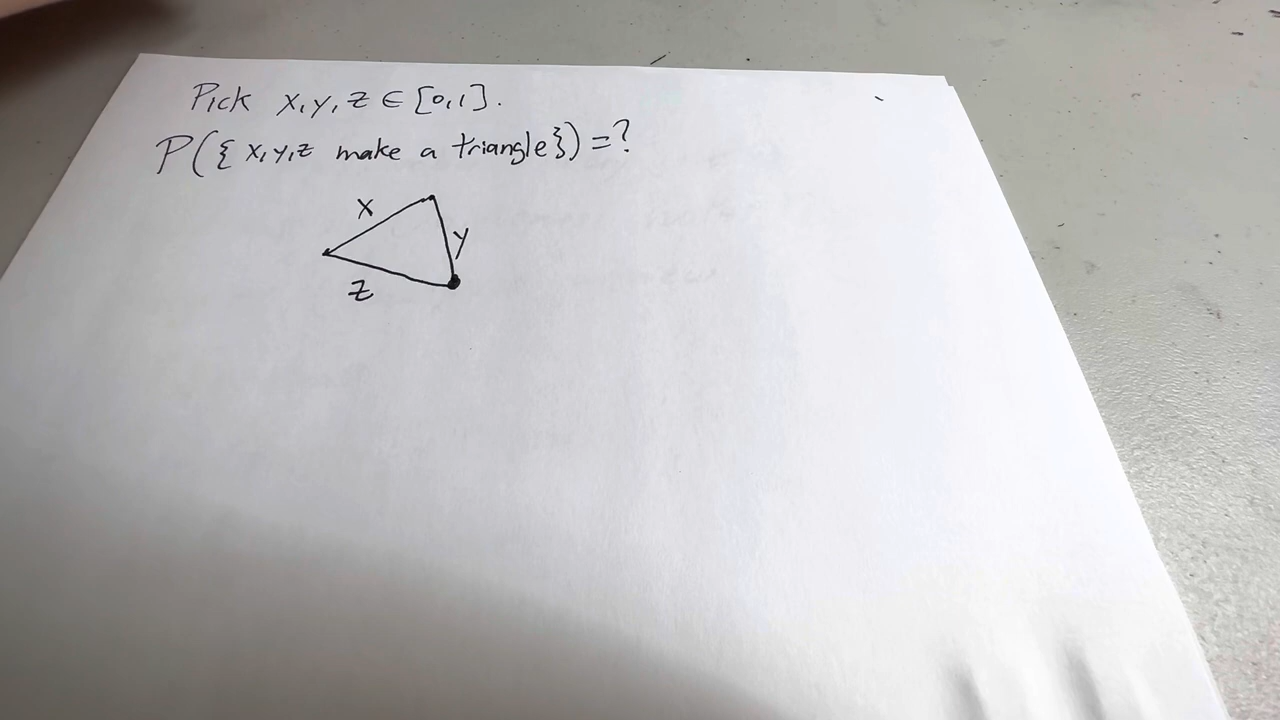 Pick x, y, z ∈ [0,1].
P({x,y,z make a triangle}) = ?
x
y
z